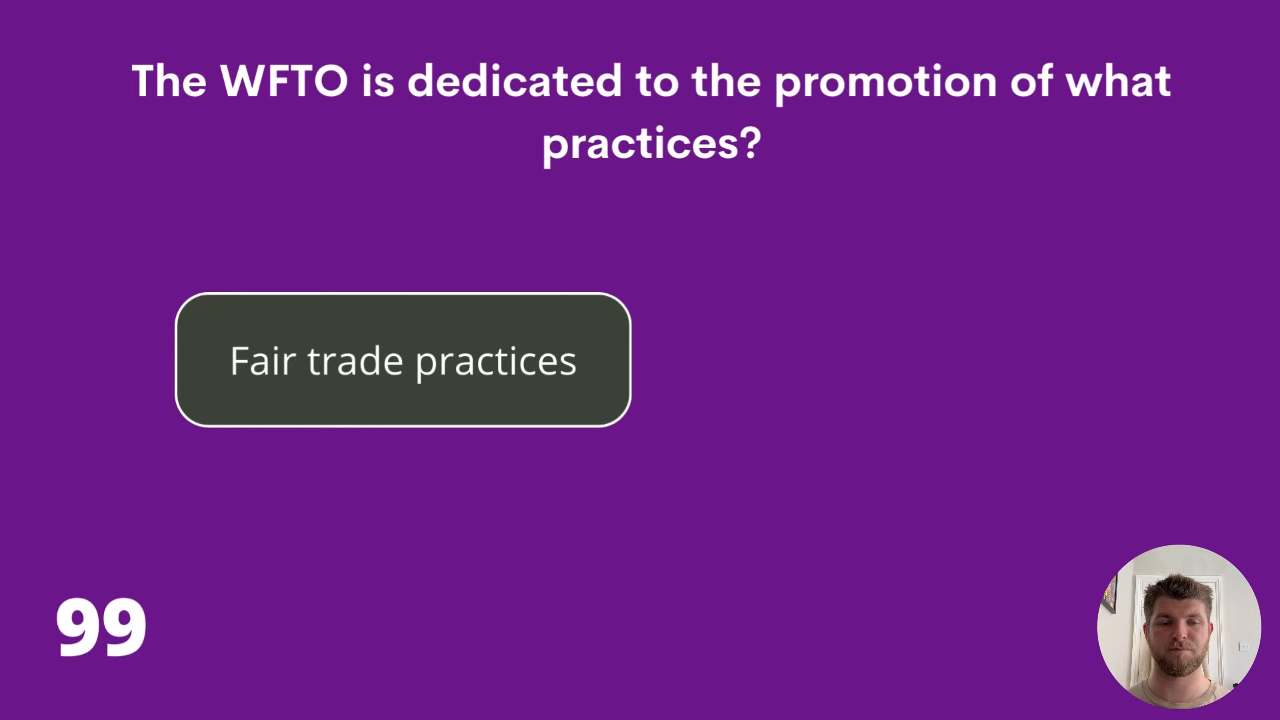 The WFTO is dedicated to the promotion of what
practices?
Fair trade practices
99